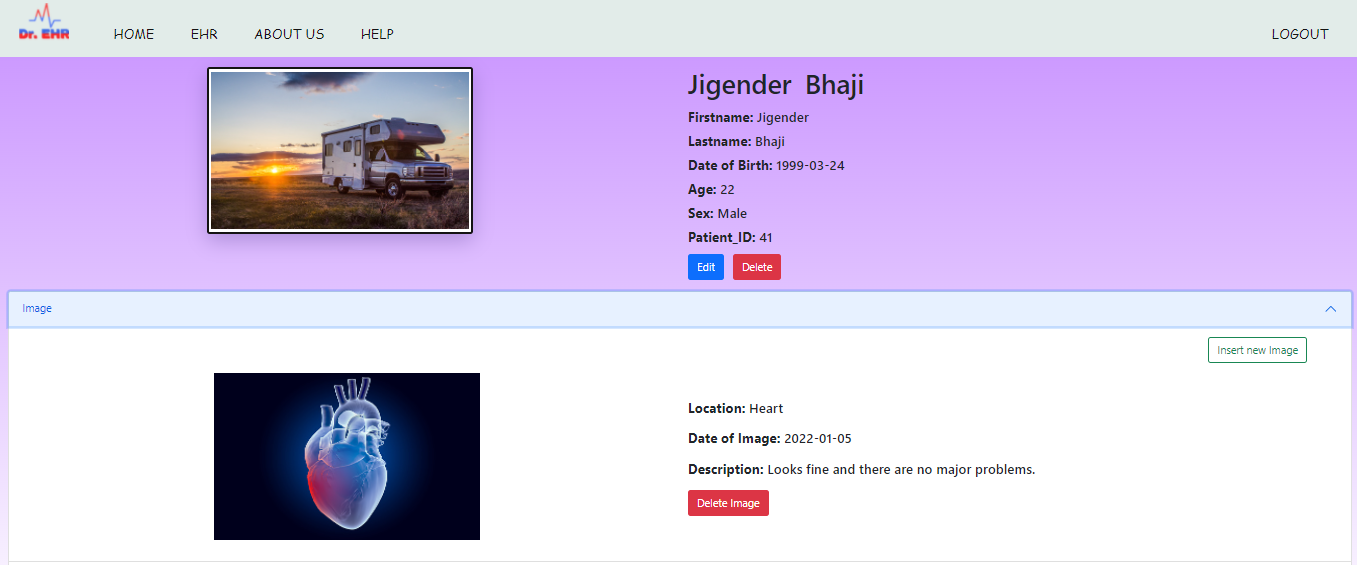 Dr. EHR
HOME EHR ABOUT US HELP LOGOUT
Jigender Bhaji
Firstname: Jigender
Lastname: Bhaji
Date of Birth: 1999-03-24
Age: 22
Sex: Male
Patient_ID: 41
Edit Delete
Image
Insert new Image
Location: Heart
Date of Image: 2022-01-05
Description: Looks fine and there are no major problems.
Delete Image